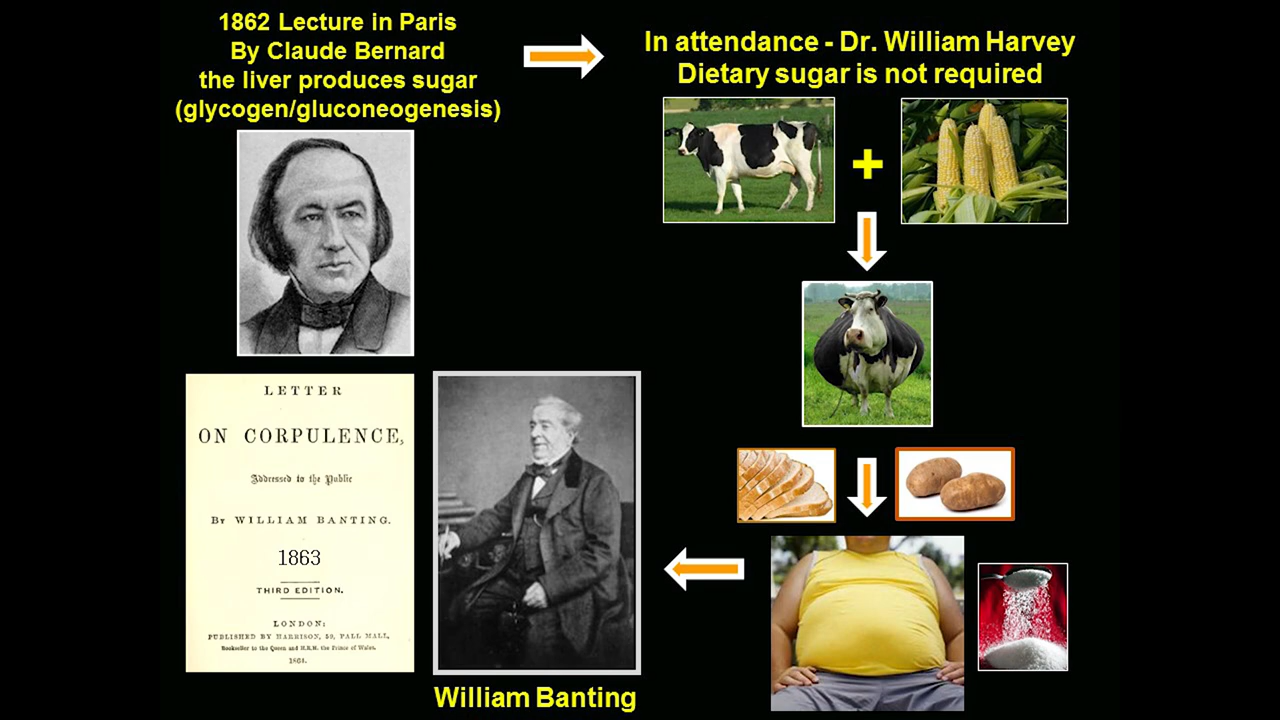 1862 Lecture in Paris
By Claude Bernard
the liver produces sugar
(glycogen/gluconeogenesis)
In attendance - Dr. William Harvey
Dietary sugar is not required
+
LETTER
ON CORPULENCE,
Addressed to the Public
BY WILLIAM BANTING.
1863
THIRD EDITION.
LONDON:
PUBLISHED BY HARRISON, 59, PALL MALL,
Bookseller to the Queen and H.R.H. the Prince of Wales.
1864.
William Banting